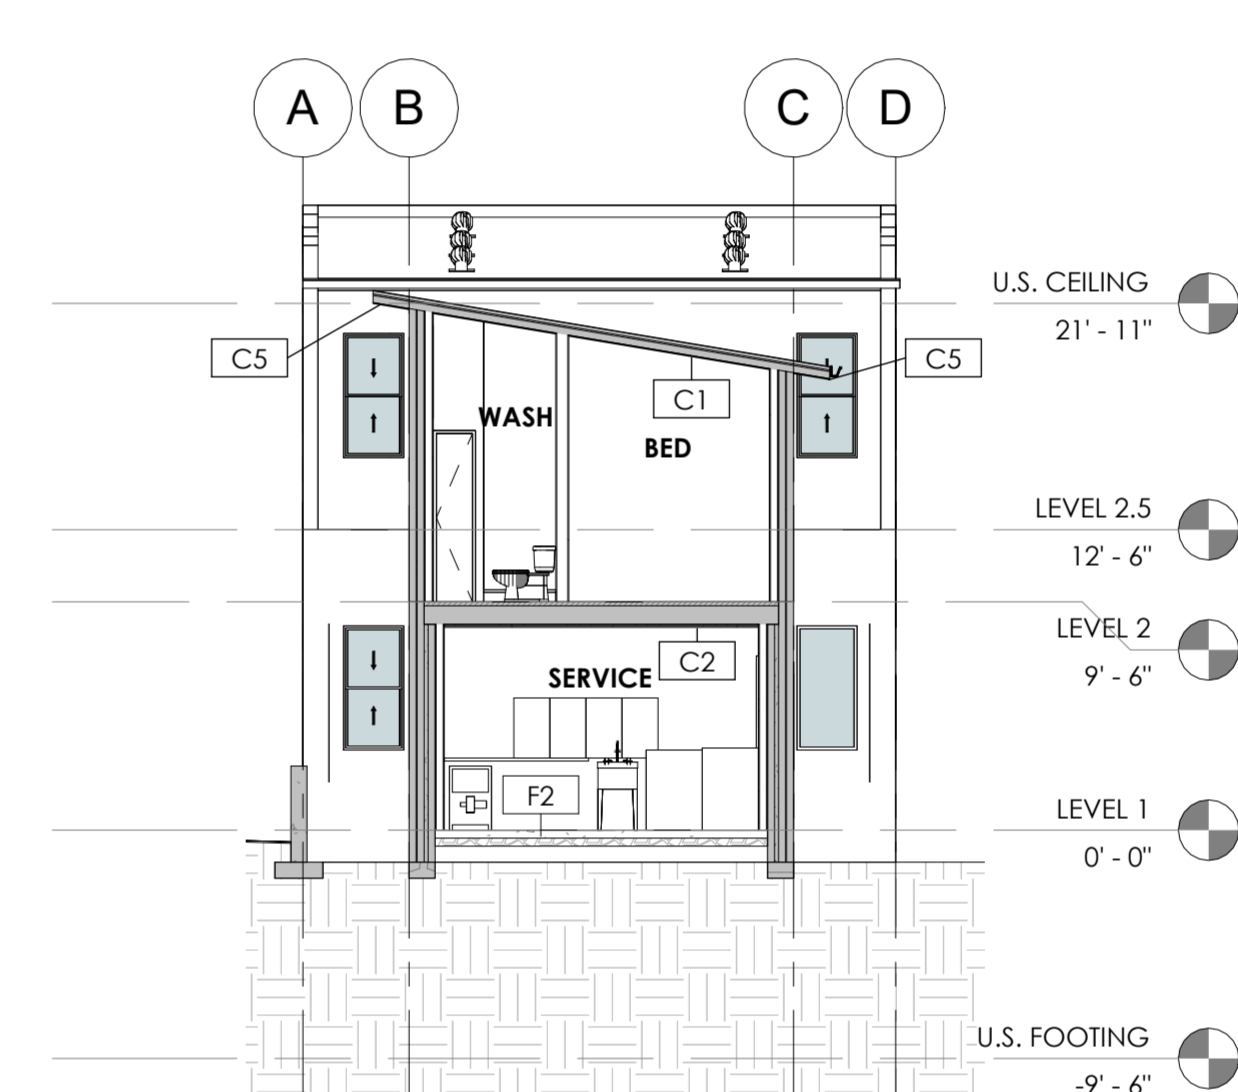 A B C D
U.S. CEILING
21' - 11"
C5
C5
C1
WASH
BED
LEVEL 2.5
12' - 6"
LEVEL 2
9' - 6"
C2
SERVICE
F2
LEVEL 1
0' - 0"
U.S. FOOTING
-9' - 6"